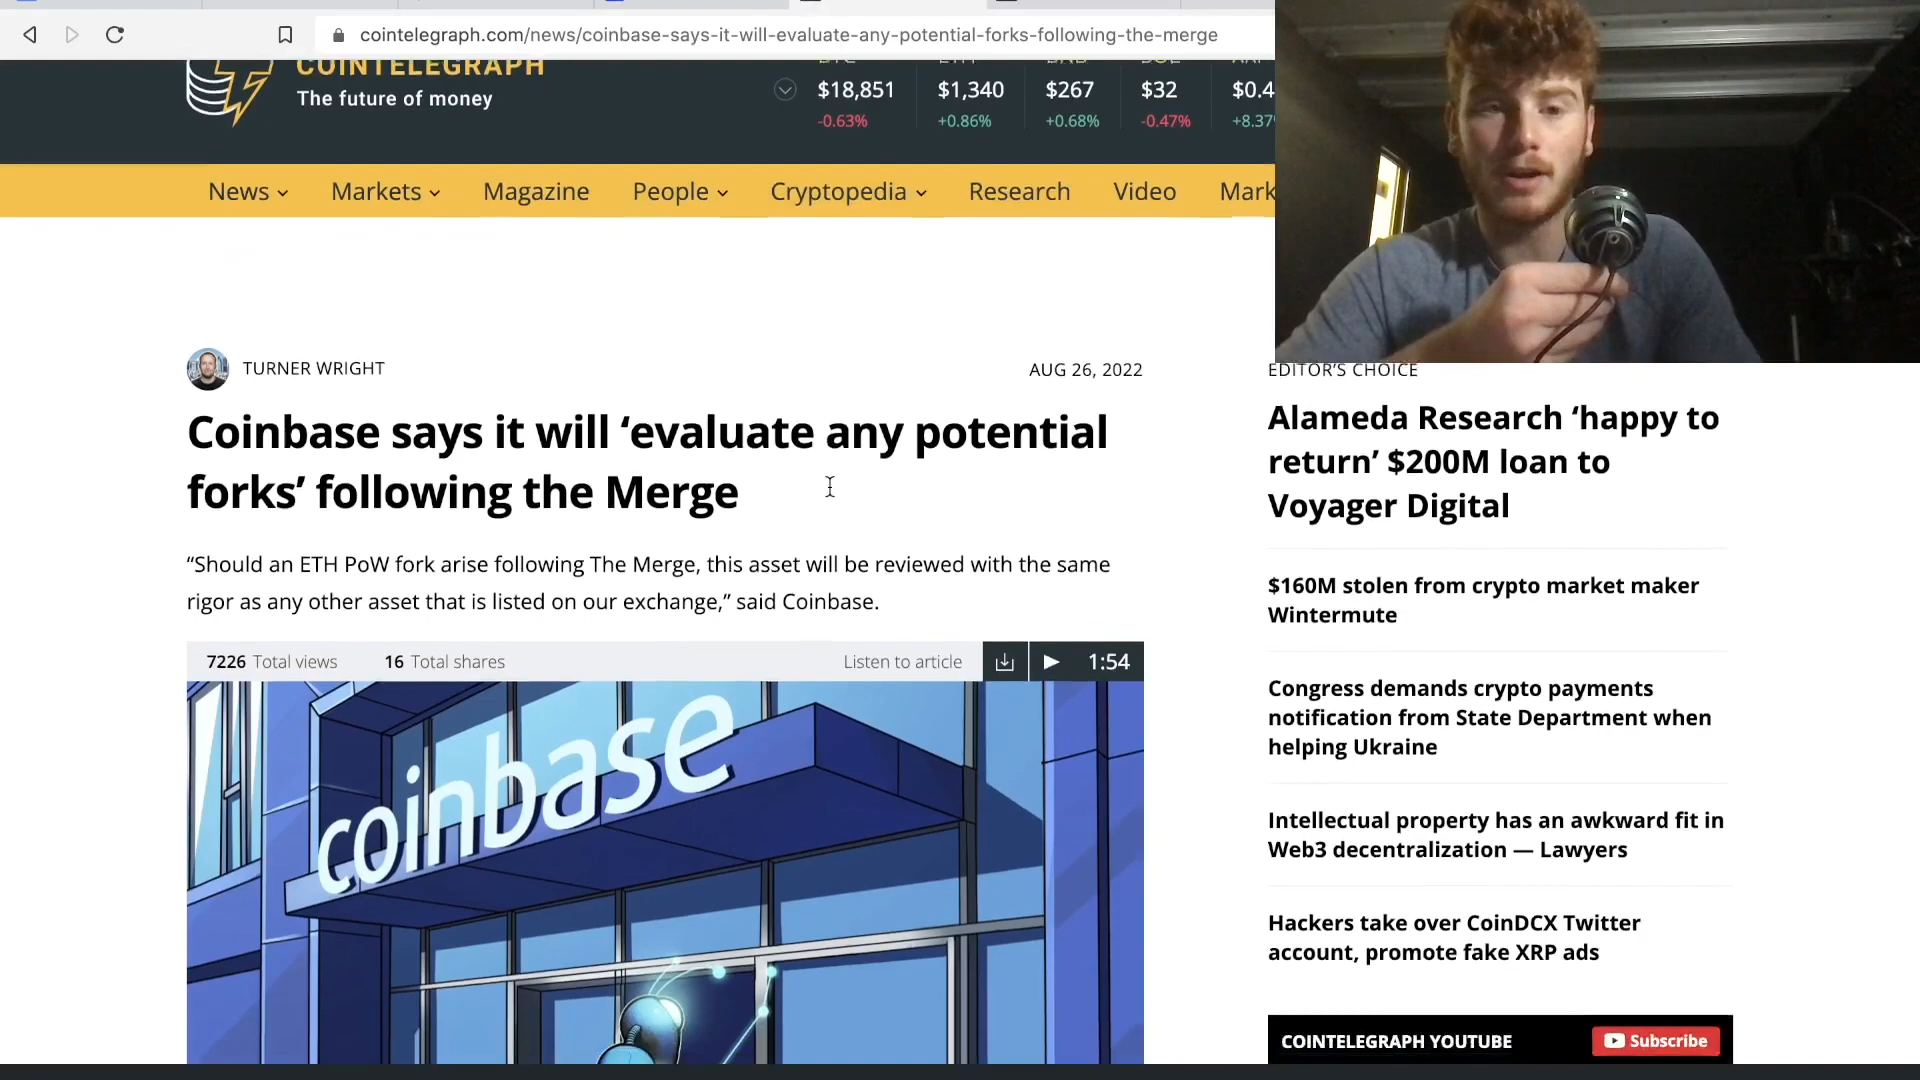 cointelegraph.com/news/coinbase-says-it-will-evaluate-any-potential-forks-following-the-merge
COINTELEGRAPH
The future of money
$18,851 $1,340 $267 $32 $0.4
-0.63% +0.86% +0.68% -0.47% +8.37
News Markets Magazine People Cryptopedia Research Video Mark
TURNER WRIGHT
AUG 26, 2022
Coinbase says it will ‘evaluate any potential
forks’ following the Merge
“Should an ETH PoW fork arise following The Merge, this asset will be reviewed with the same
rigor as any other asset that is listed on our exchange,” said Coinbase.
7226 Total views 16 Total shares Listen to article 1:54
coinbase
EDITOR’S CHOICE
Alameda Research ‘happy to
return’ $200M loan to
Voyager Digital
$160M stolen from crypto market maker
Wintermute
Congress demands crypto payments
notification from State Department when
helping Ukraine
Intellectual property has an awkward fit in
Web3 decentralization — Lawyers
Hackers take over CoinDCX Twitter
account, promote fake XRP ads
COINTELEGRAPH YOUTUBE Subscribe